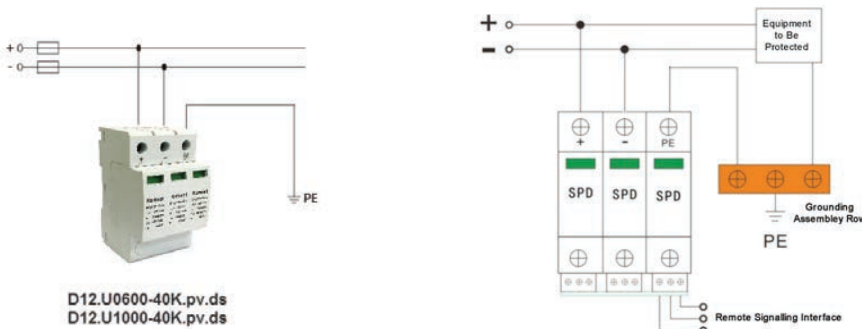 +
-
+ - PE
PE
D12.U0600-40K.pv.ds
D12.U1000-40K.pv.ds
+
-
Equipment
to Be
Protected
+ - PE
SPD SPD SPD
Grounding
Assembley Row
PE
Remote Signalling Interface